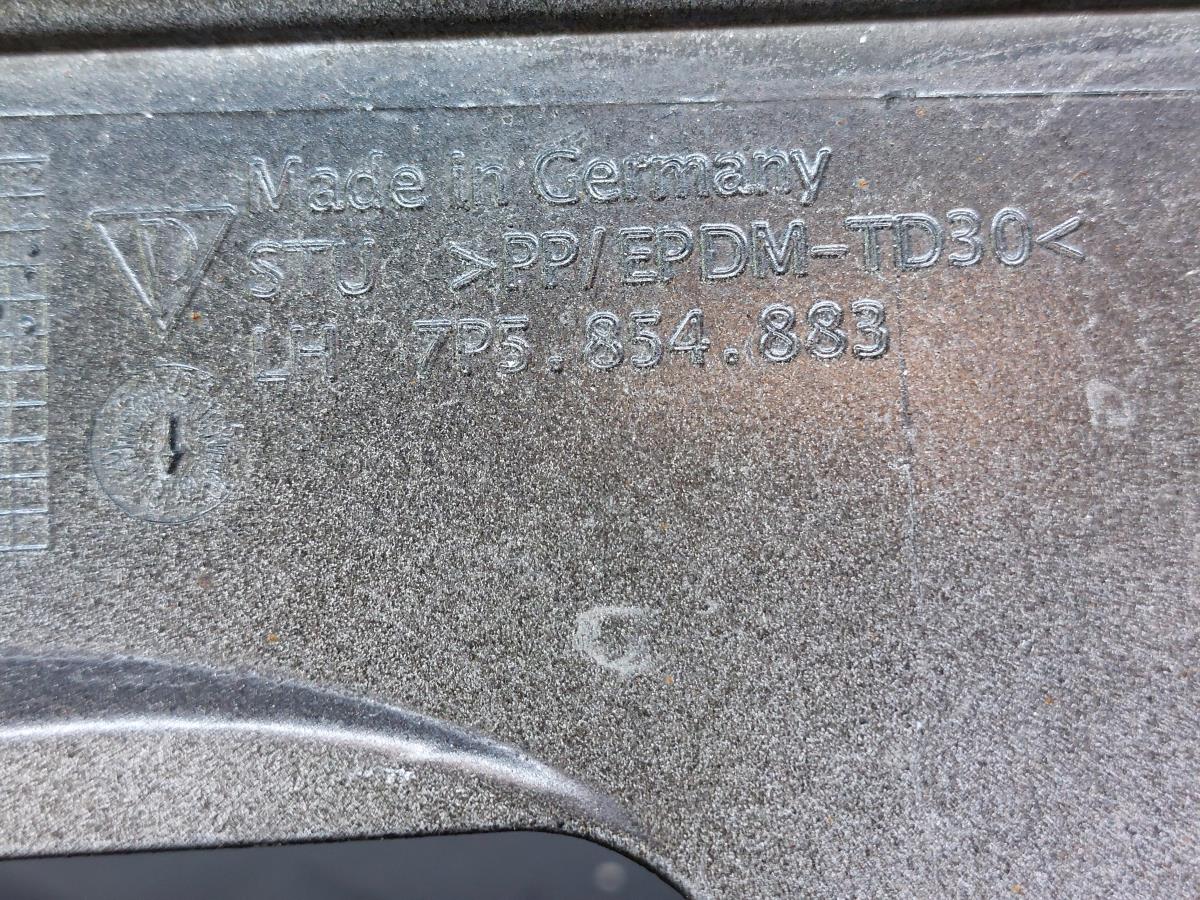 Made in Germany
D
STJ >PP/EPDM-TD30<
LH 7P5.854.883